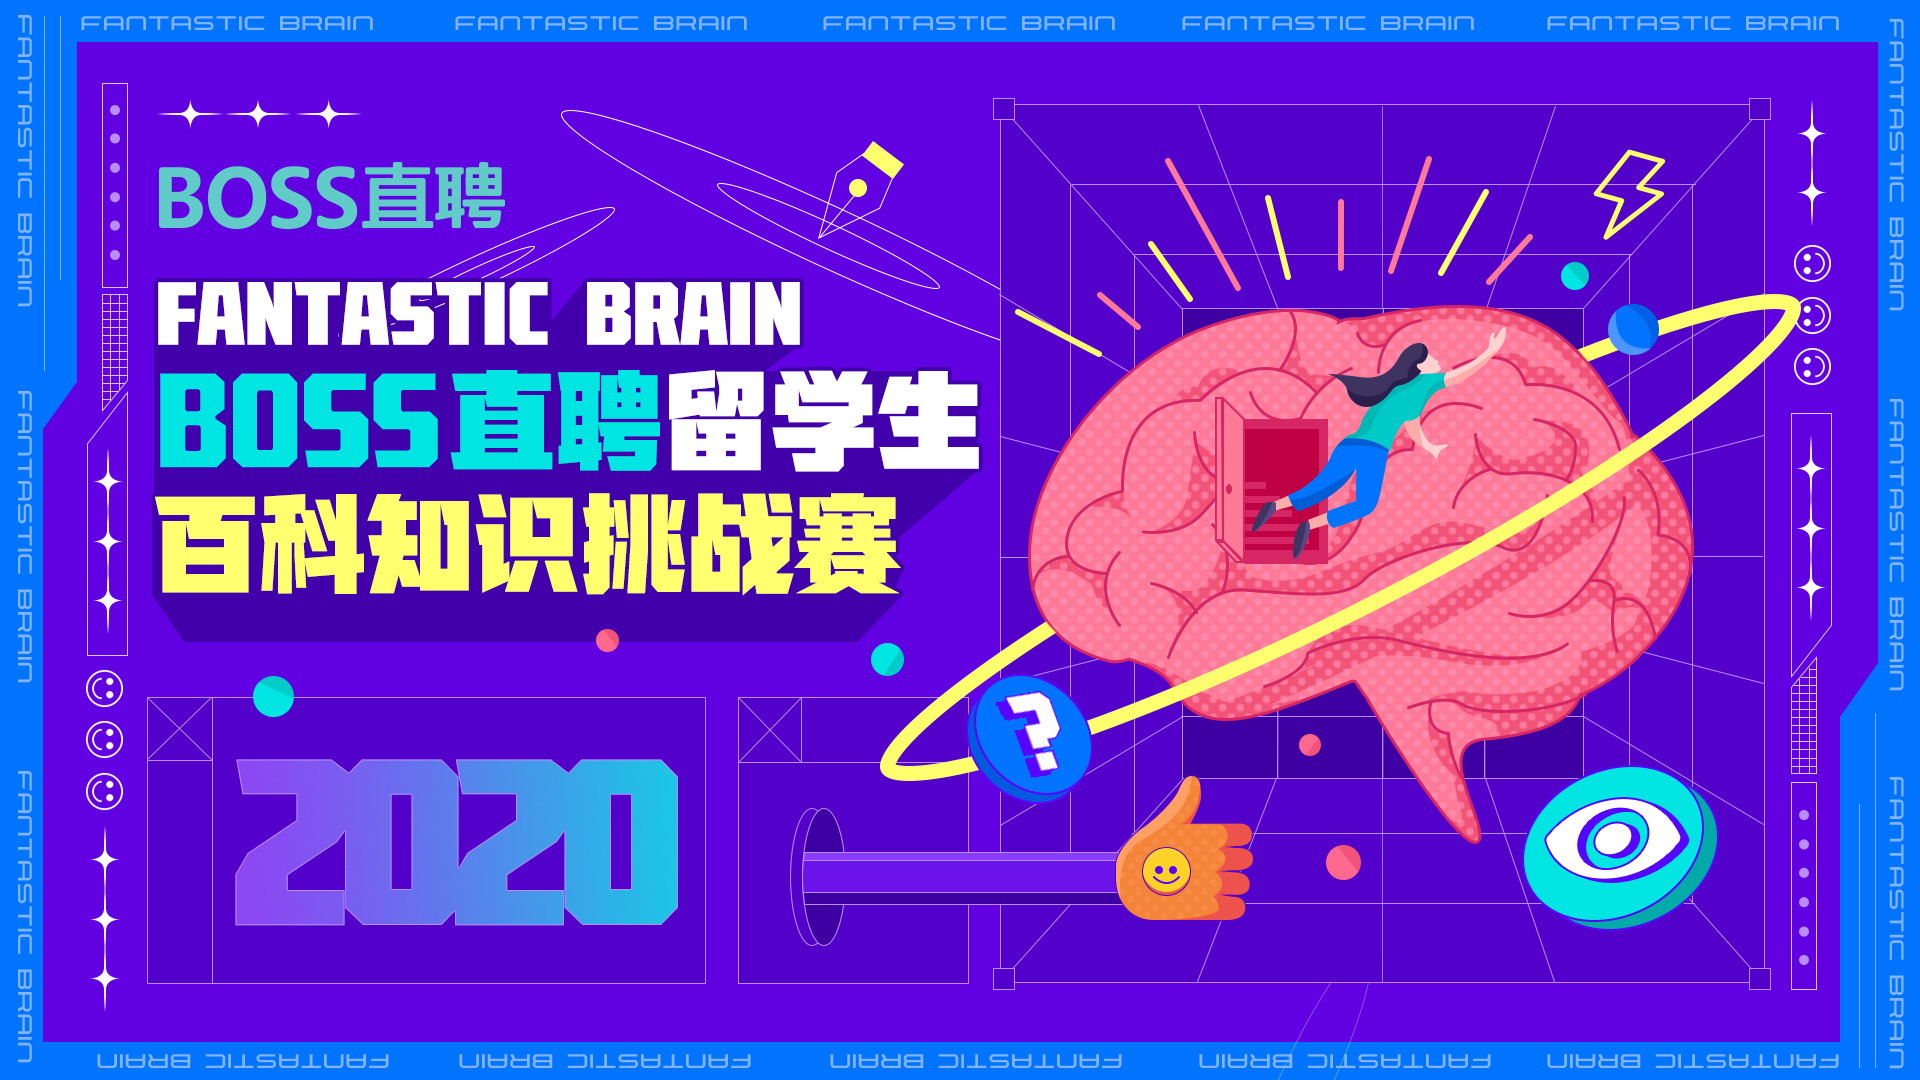 FANTASTIC BRAIN FANTASTIC BRAIN FANTASTIC BRAIN FANTASTIC BRAIN FANTASTIC BRAIN
BOSS直聘
FANTASTIC BRAIN
BOSS直聘留学生
百科知识挑战赛
2020
?
FANTASTIC BRAIN FANTASTIC BRAIN FANTASTIC BRAIN
FANTASTIC BRAIN FANTASTIC BRAIN FANTASTIC BRAIN
FANTASTIC BRAIN FANTASTIC BRAIN FANTASTIC BRAIN FANTASTIC BRAIN FANTASTIC BRAIN